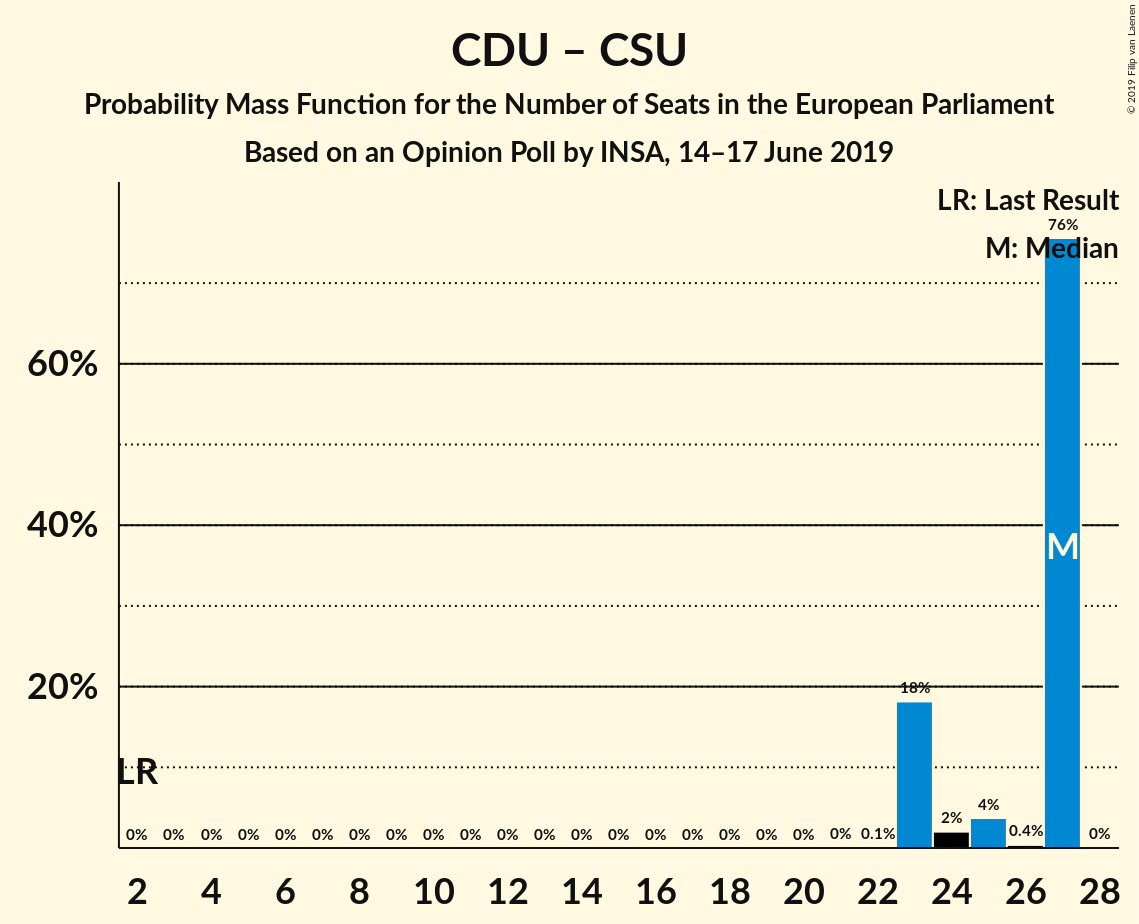 CDU – CSU
Probability Mass Function for the Number of Seats in the European Parliament
Based on an Opinion Poll by INSA, 14–17 June 2019
© 2019 Filip van Laenen
LR: Last Result
M: Median
76%
60%
40%
M
20%
18%
LR
0% 0% 0% 0% 0% 0% 0% 0% 0% 0% 0% 0% 0% 0% 0% 0% 0% 0% 0% 0% 0.1% 2% 4% 0.4% 0%
2 4 6 8 10 12 14 16 18 20 22 24 26 28